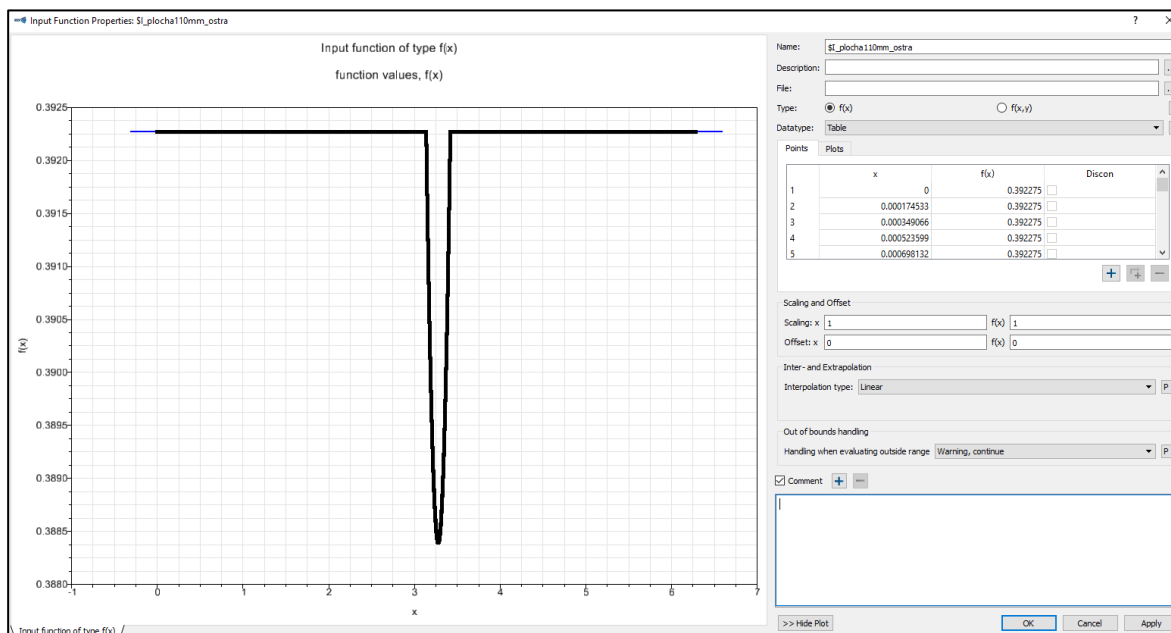 Input Function Properties: $I_plocha110mm_ostra
?
Input function of type f(x)
function values, f(x)
0.3925
0.3920
0.3915
0.3910
0.3905
0.3900
0.3895
0.3890
0.3885
0.3880
f(x)
-1 0 1 2 3 4 5 6 7
x
Input function of type f(x)
Name: $I_plocha110mm_ostra
Description:
File:
Type: f(x) f(x,y)
Datatype: Table
Points Plots
x f(x) Discon
1 0 0.392275
2 0.000174533 0.392275
3 0.000349066 0.392275
4 0.000523599 0.392275
5 0.000698132 0.392275
Scaling and Offset
Scaling: x 1 f(x) 1
Offset: x 0 f(x) 0
Inter- and Extrapolation
Interpolation type: Linear P
Out of bounds handling
Handling when evaluating outside range Warning, continue P
Comment
>> Hide Plot OK Cancel Apply